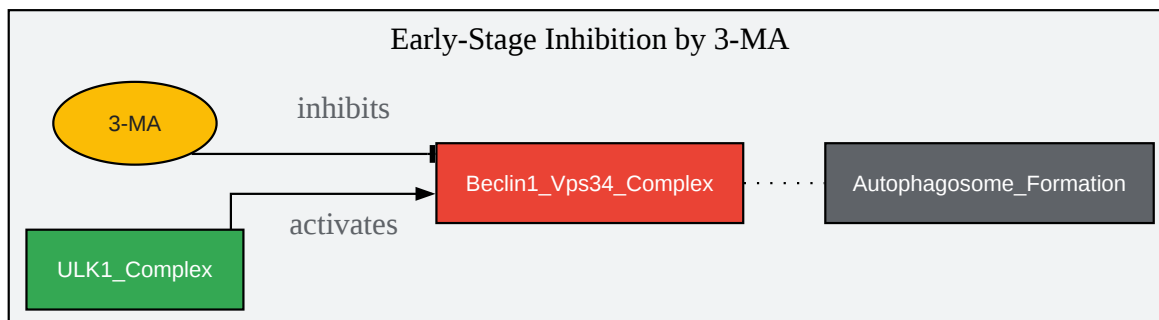 Early-Stage Inhibition by 3-MA
3-MA
inhibits
Beclin1_Vps34_Complex
Autophagosome_Formation
activates
ULK1_Complex